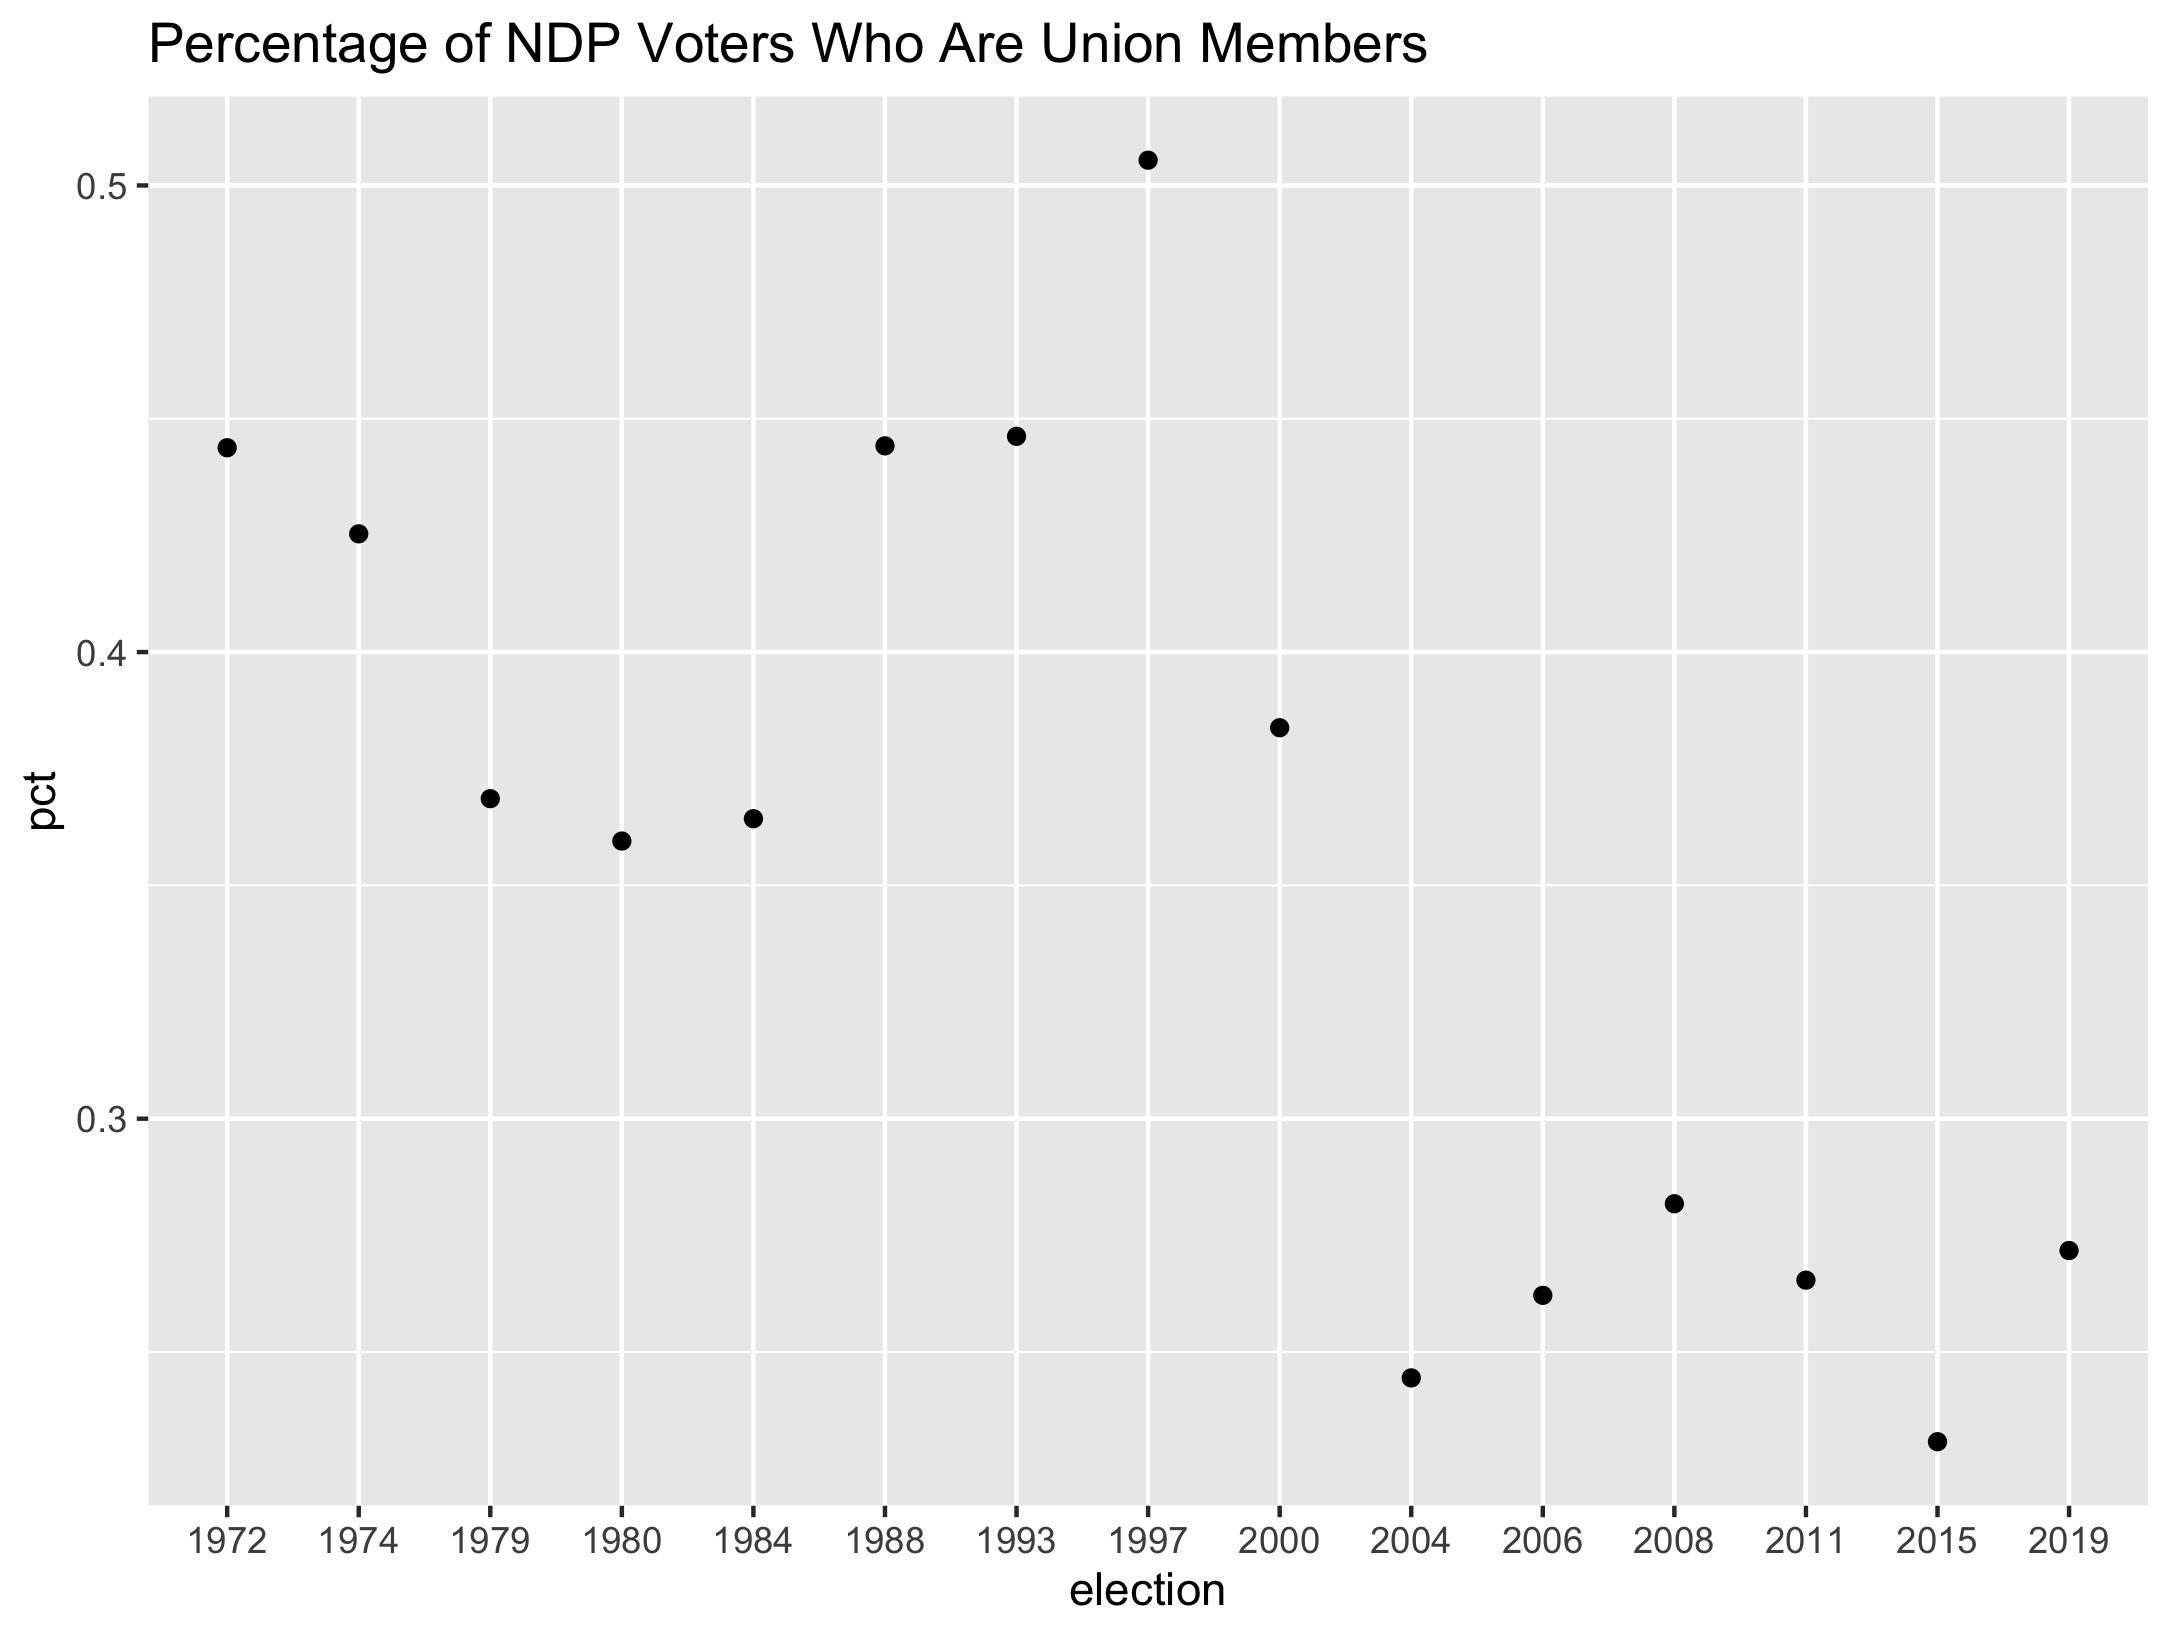 Percentage of NDP Voters Who Are Union Members
0.5
0.4
0.3
pct
1972 1974 1979 1980 1984 1988 1993 1997 2000 2004 2006 2008 2011 2015 2019
election